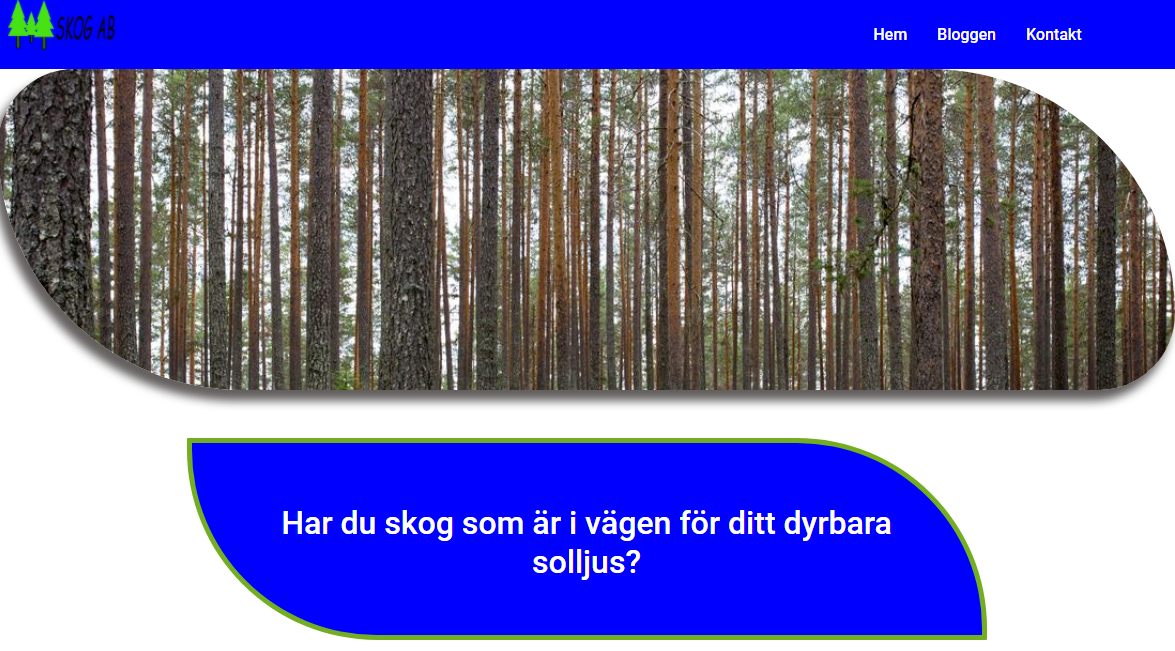 SKOG AB
Hem Bloggen Kontakt
Har du skog som är i vägen för ditt dyrbara
solljus?